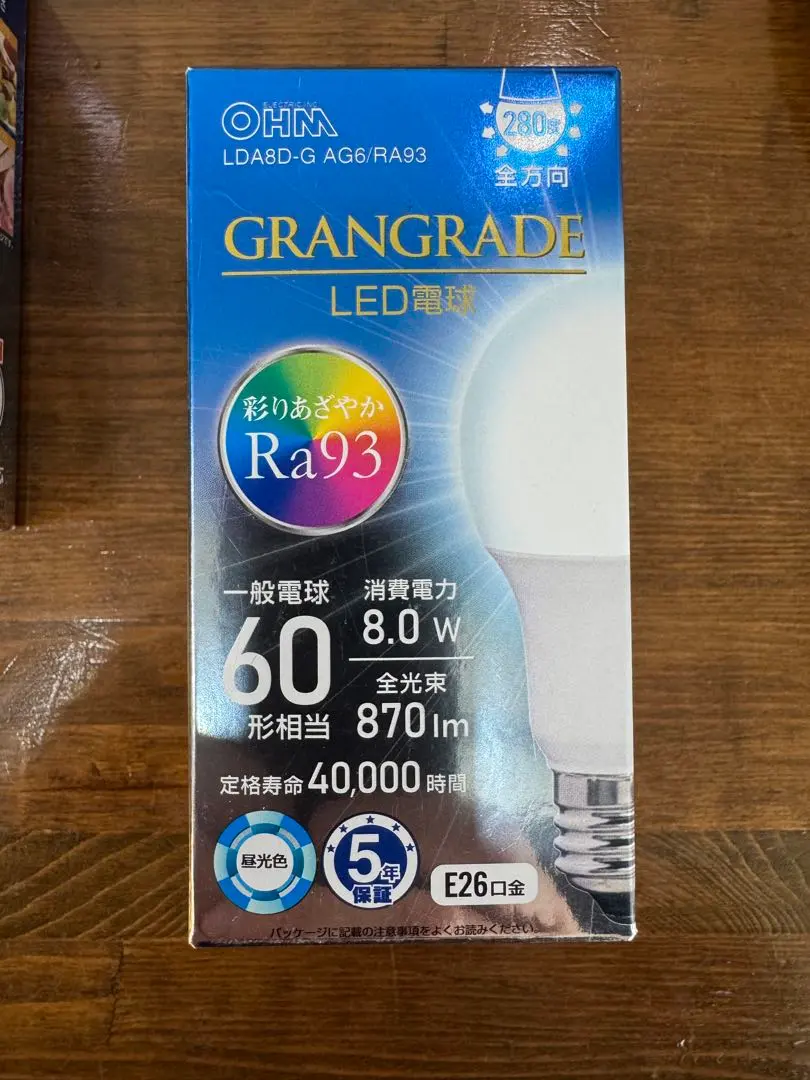 ELECTRIC INC.
OHM
LDA8D-G AG6/RA93
280度
全方向
GRANGRADE
LED電球
彩りあざやか
Ra93
一般電球
60
形相当
消費電力
8.0 W
全光束
870 lm
定格寿命 40,000 時間
昼光色
5年
保証
E26口金
パッケージに記載の注意事項をよくお読みください。